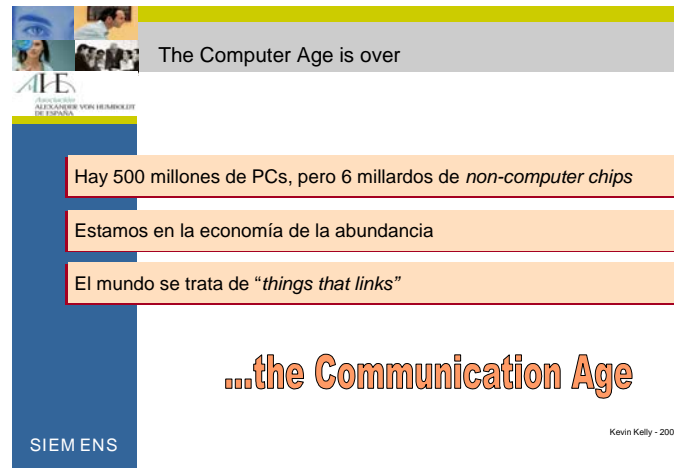 The Computer Age is over
Asociación
ALEXANDER VON HUMBOLDT
DE ESPAÑA
Hay 500 millones de PCs, pero 6 millardos de non-computer chips
Estamos en la economía de la abundancia
El mundo se trata de “things that links”
...the Communication Age
Kevin Kelly - 200
SIEMENS